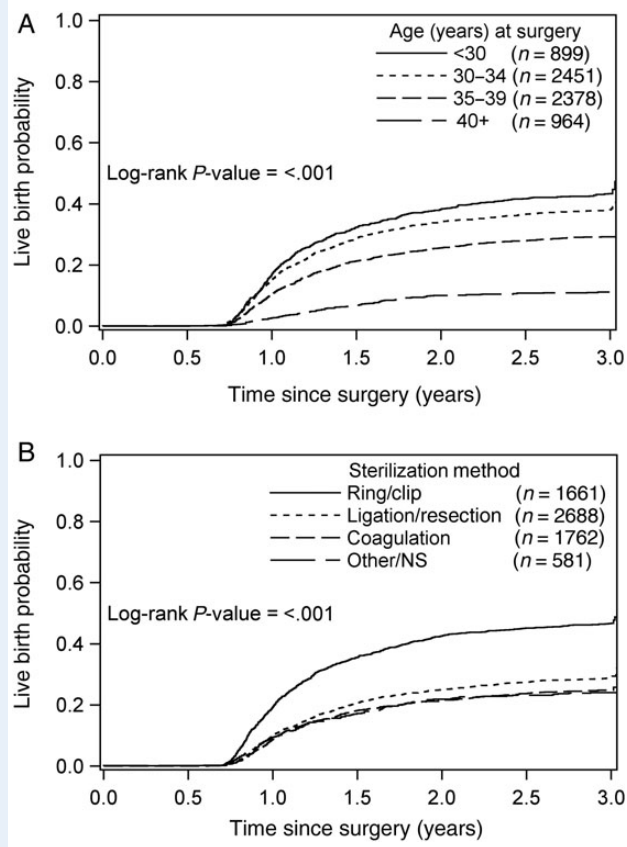 A
Age (years) at surgery
<30 (n = 899)
30–34 (n = 2451)
35–39 (n = 2378)
40+ (n = 964)
Log-rank P-value = <.001
Live birth probability
1.0
0.8
0.6
0.4
0.2
0.0
0.0 0.5 1.0 1.5 2.0 2.5 3.0
Time since surgery (years)
B
Sterilization method
Ring/clip (n = 1661)
Ligation/resection (n = 2688)
Coagulation (n = 1762)
Other/NS (n = 581)
Log-rank P-value = <.001
Live birth probability
1.0
0.8
0.6
0.4
0.2
0.0
0.0 0.5 1.0 1.5 2.0 2.5 3.0
Time since surgery (years)